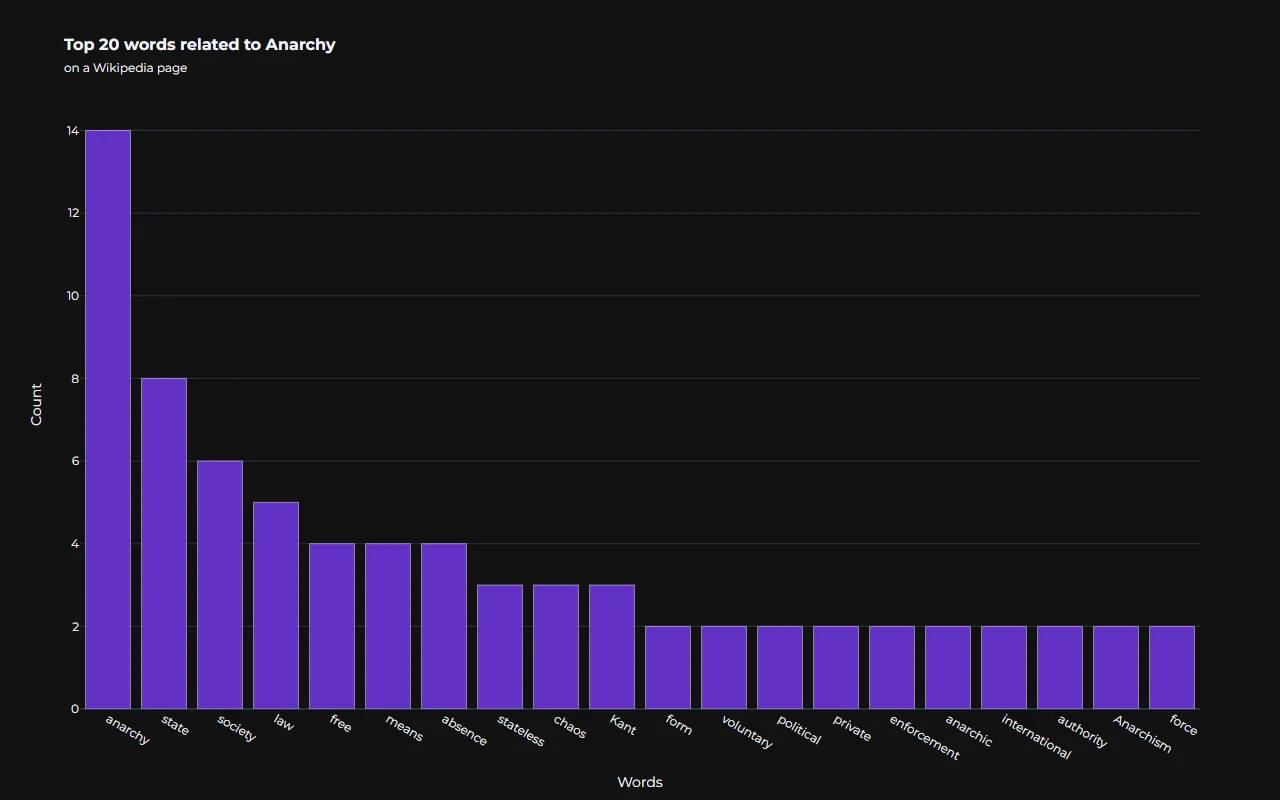 Top 20 words related to Anarchy
on a Wikipedia page
14
12
10
8
6
4
2
0
Count
anarchy
state
society
law
free
means
absence
stateless
chaos
Kant
form
voluntary
political
private
enforcement
anarchic
international
authority
Anarchism
force
Words